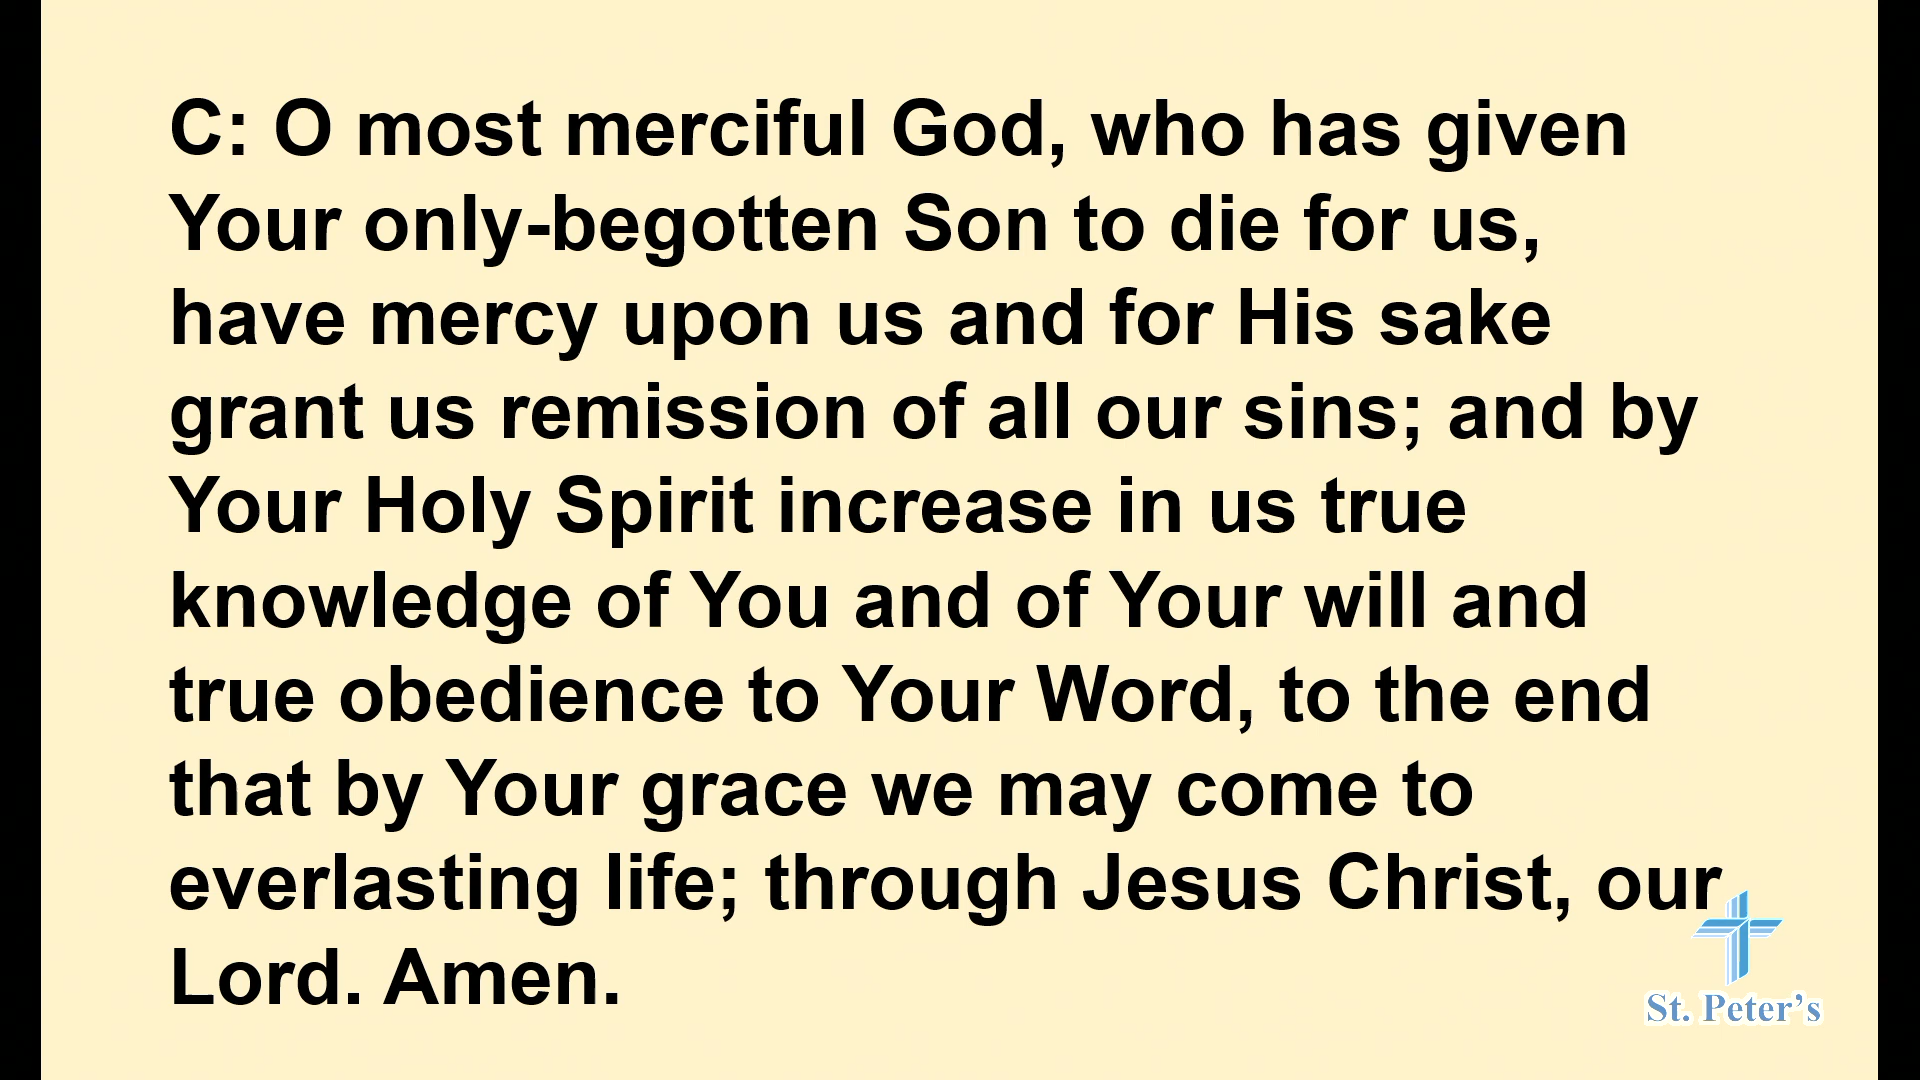 C: O most merciful God, who has given
Your only-begotten Son to die for us,
have mercy upon us and for His sake
grant us remission of all our sins; and by
Your Holy Spirit increase in us true
knowledge of You and of Your will and
true obedience to Your Word, to the end
that by Your grace we may come to
everlasting life; through Jesus Christ, our
Lord. Amen.
St. Peter’s